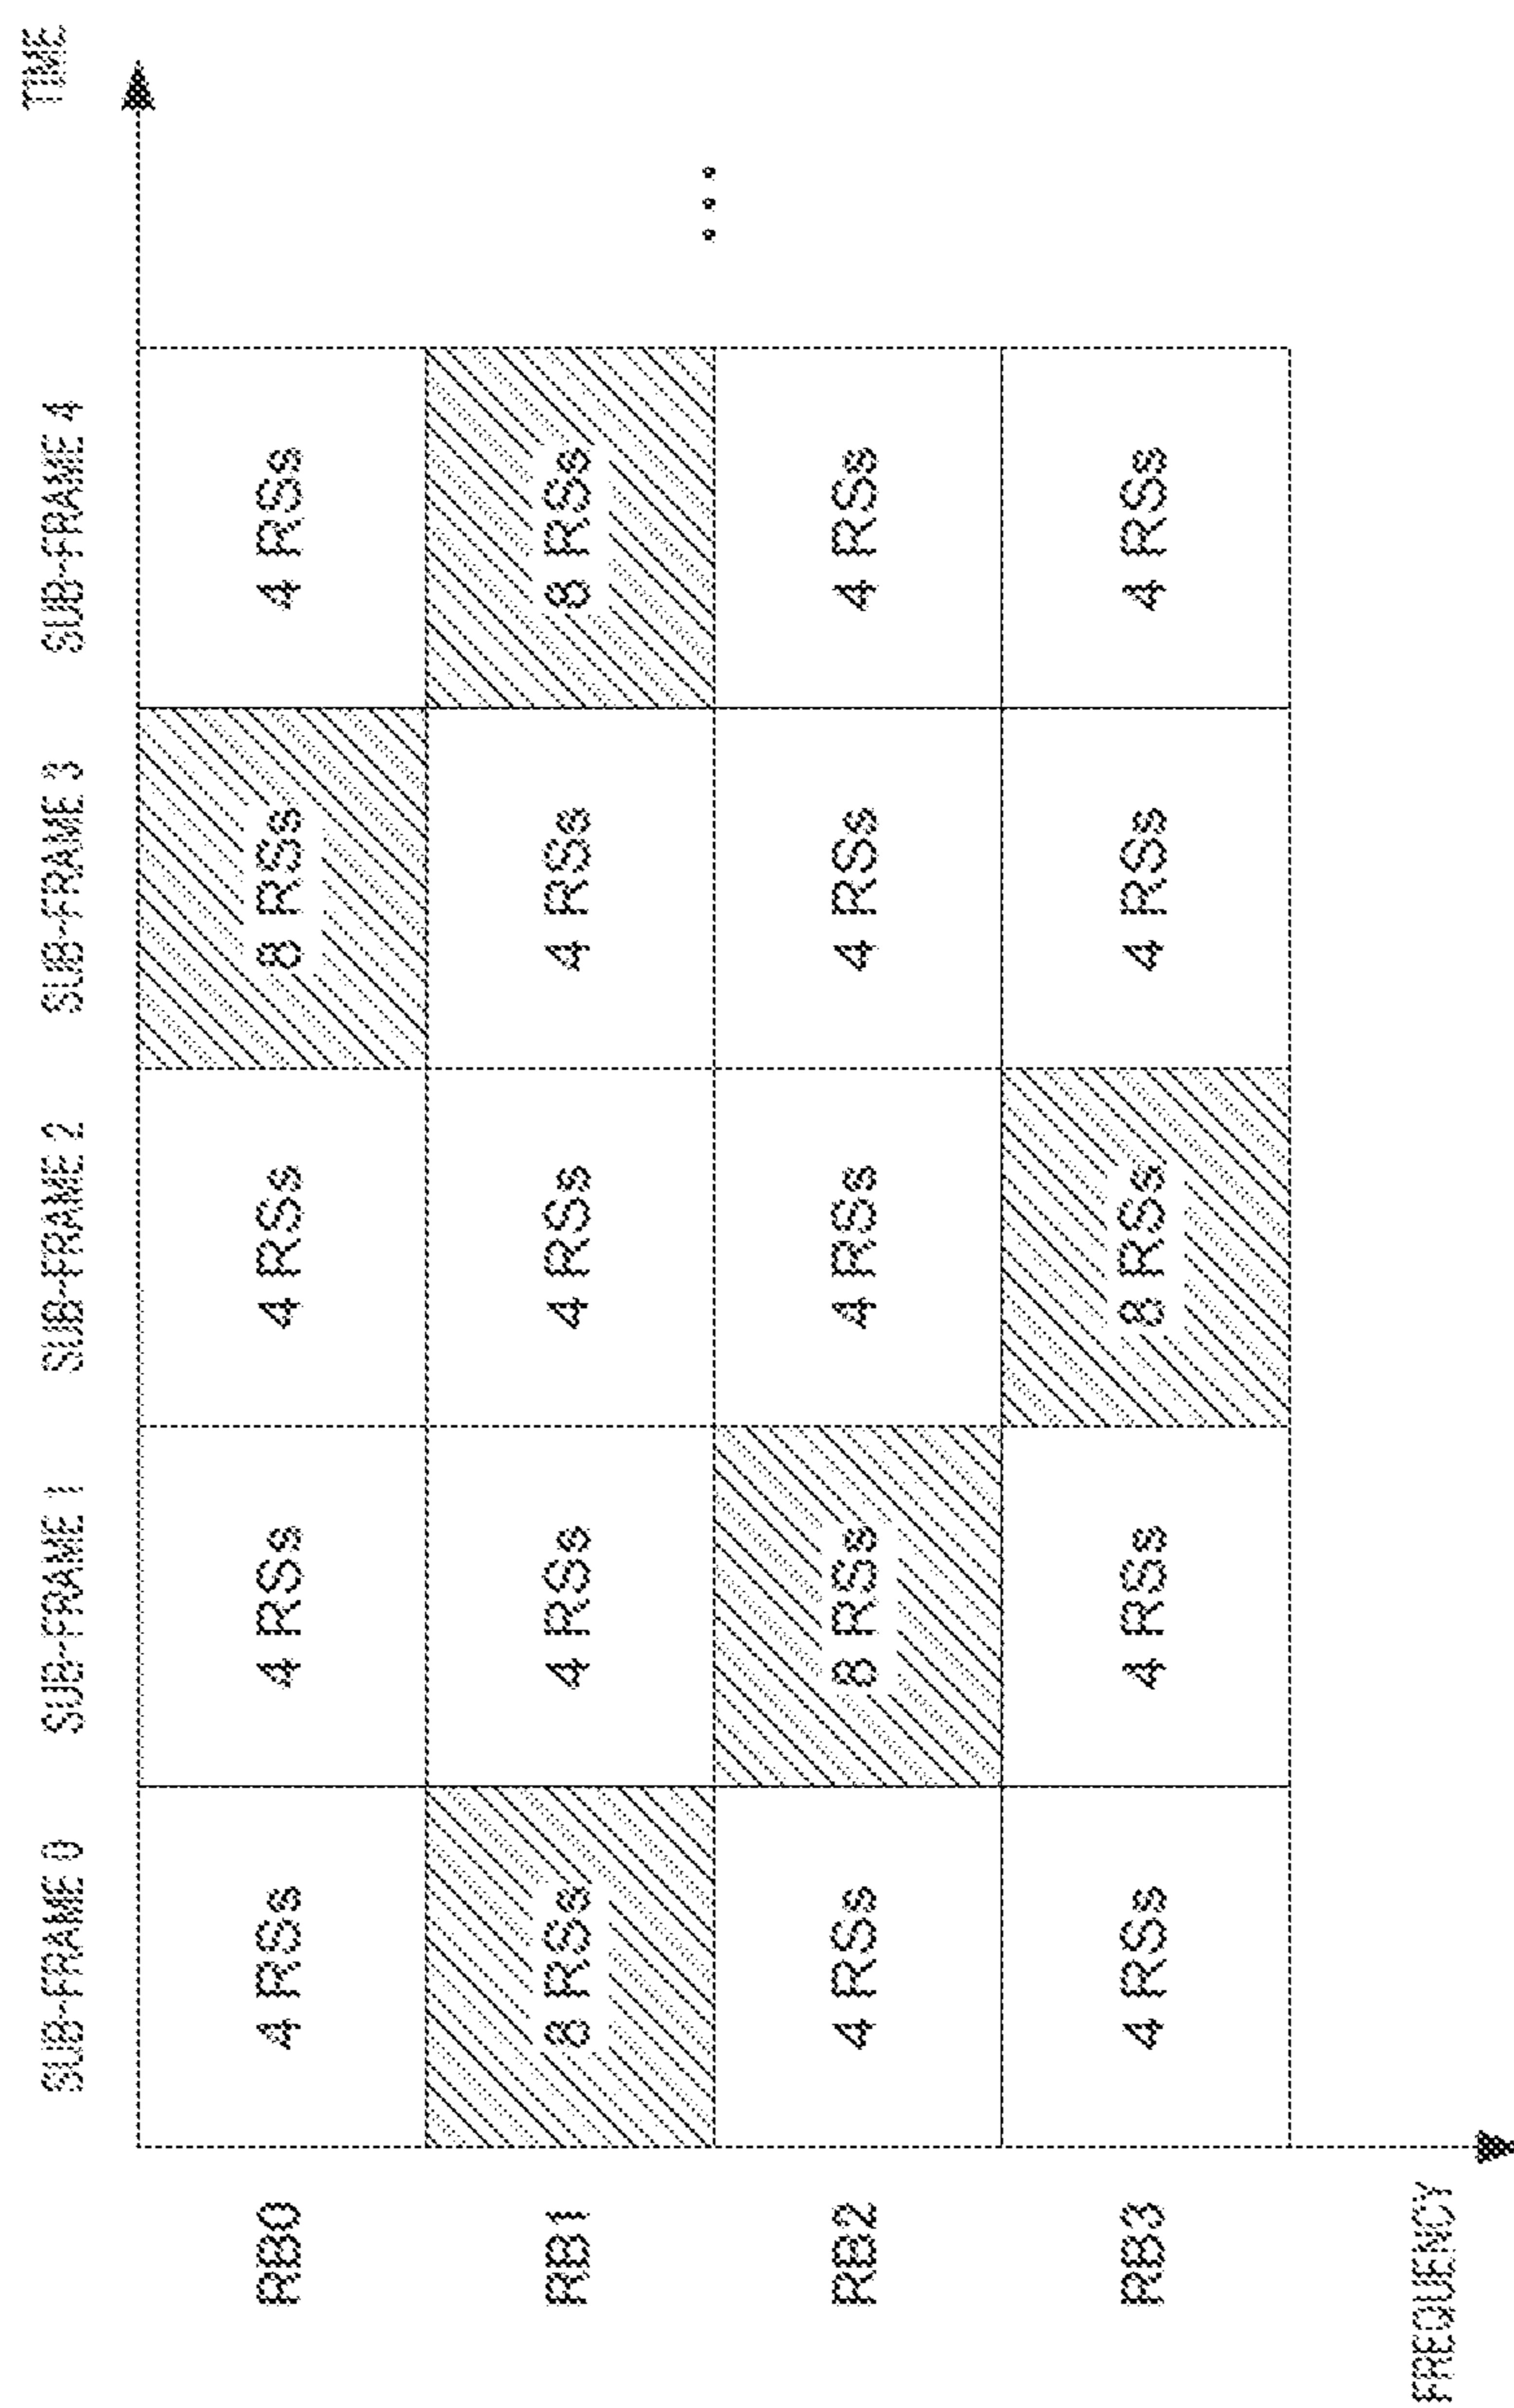 TIME
SUB-FRAME 0 SUB-FRAME 1 SUB-FRAME 2 SUB-FRAME 3 SUB-FRAME 4
RB0 4 RSs 4 RSs 4 RSs 8 RSs 4 RSs
RB1 8 RSs 4 RSs 4 RSs 4 RSs 8 RSs
...
RB2 4 RSs 8 RSs 4 RSs 4 RSs 4 RSs
RB3 4 RSs 4 RSs 8 RSs 4 RSs 4 RSs
FREQUENCY